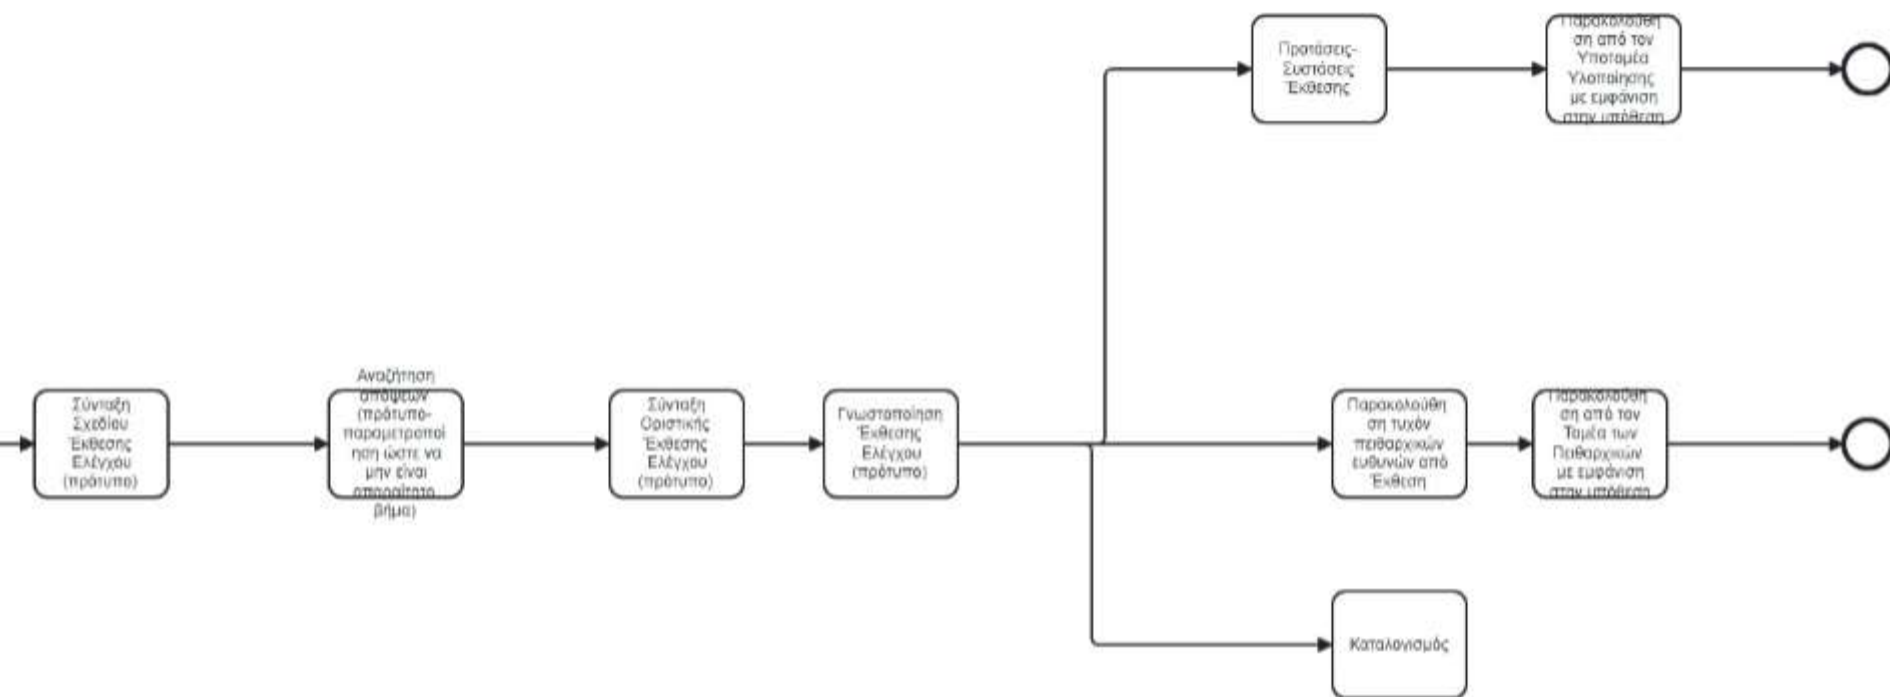 Προτάσεις-
Συστάσεις
Έκθεσης
Παρακολούθη
ση από τον
Υποτομέα
Υλοποίησης
με εμφάνιση
στην υπόθεση
Σύνταξη
Σχεδίου
Έκθεσης
Ελέγχου
(πρότυπο)
Αναζήτηση
απόψεων
(πρότυπο-
παραμετροποί
ηση ώστε να
μην είναι
απαραίτητο
βήμα)
Σύνταξη
Οριστικής
Έκθεσης
Ελέγχου
(πρότυπο)
Γνωστοποίηση
Έκθεσης
Ελέγχου
(πρότυπο)
Παρακολούθη
ση τυχόν
πειθαρχικών
ευθυνών από
Έκθεση
Παρακολούθη
ση από τον
Τομέα των
Πειθαρχικών
με εμφάνιση
στην υπόθεση
Καταλογισμός